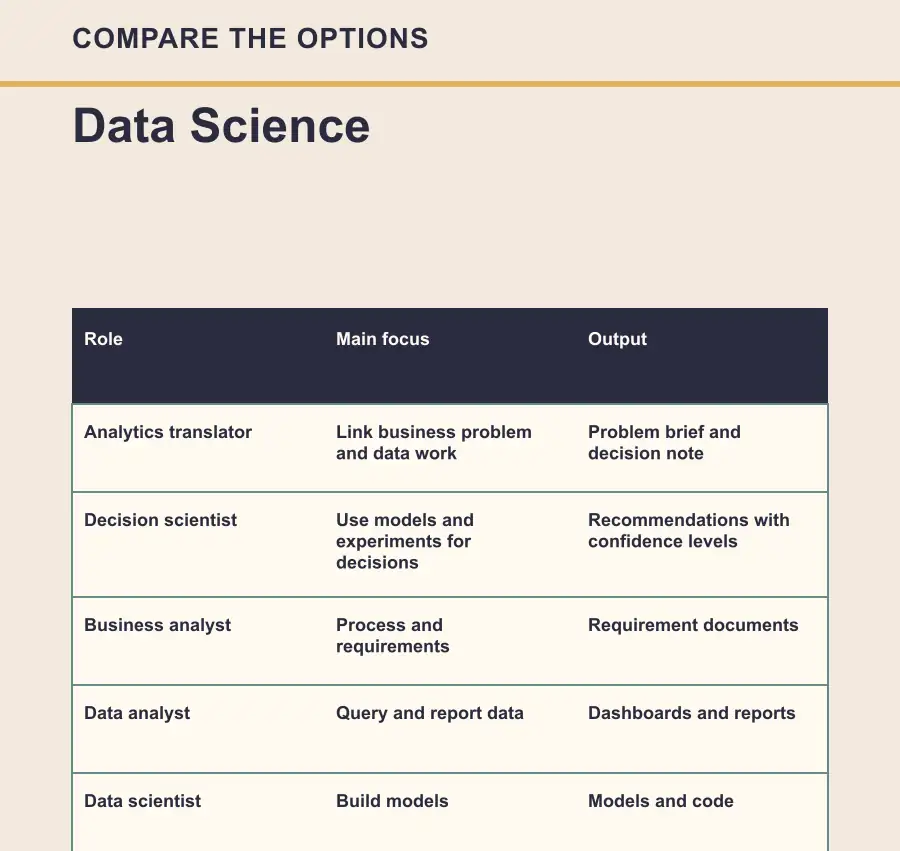 COMPARE THE OPTIONS
Data Science
Role Main focus Output
Analytics translator Link business problem Problem brief and
and data work decision note
Decision scientist Use models and Recommendations with
experiments for confidence levels
decisions
Business analyst Process and Requirement documents
requirements
Data analyst Query and report data Dashboards and reports
Data scientist Build models Models and code